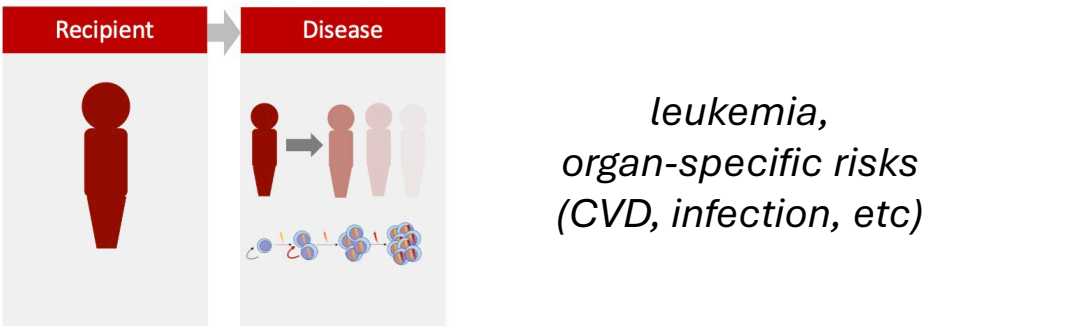 Recipient
Disease
leukemia,
organ-specific risks
(CVD, infection, etc)